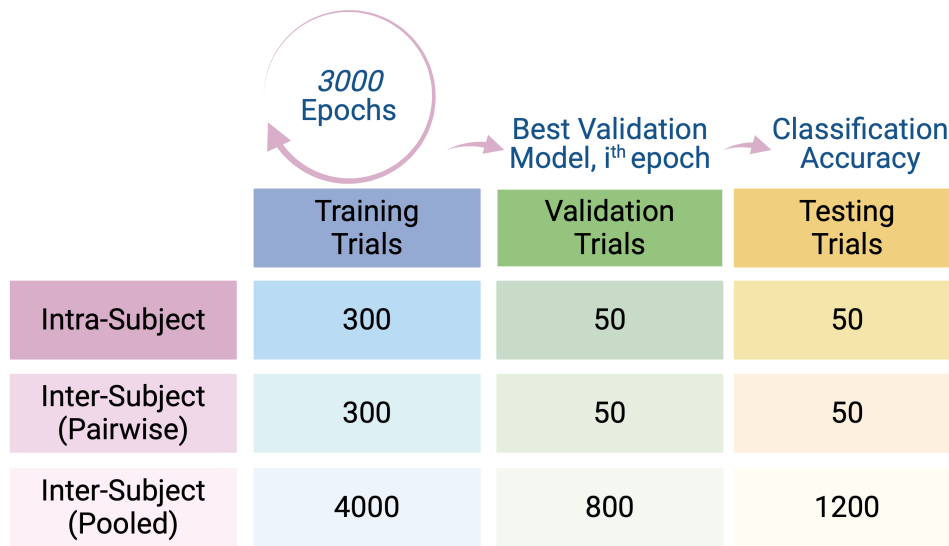 3000
Epochs
Best Validation
Model, iᵗʰ epoch
Classification
Accuracy
Training
Trials
Validation
Trials
Testing
Trials
Intra-Subject
300
50
50
Inter-Subject
(Pairwise)
300
50
50
Inter-Subject
(Pooled)
4000
800
1200